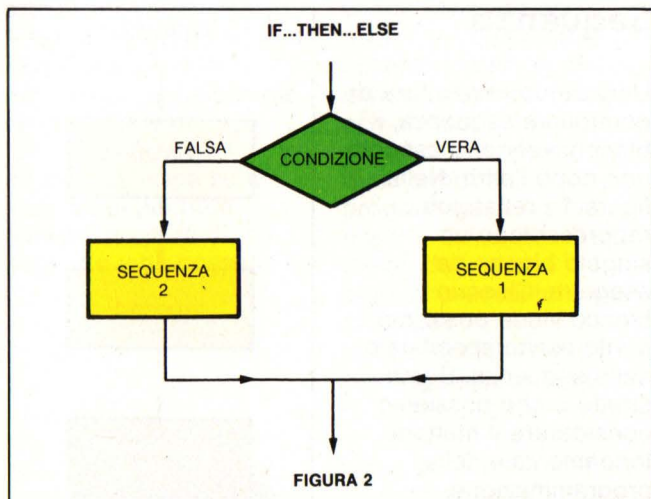 IF...THEN...ELSE
FALSA
VERA
CONDIZIONE
SEQUENZA
2
SEQUENZA
1
FIGURA 2